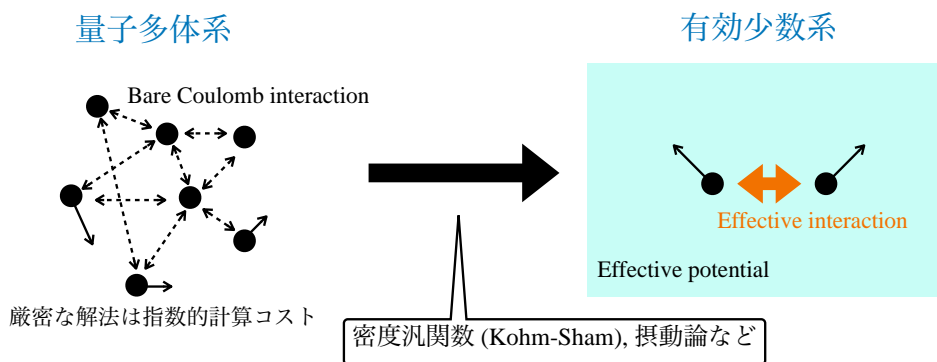 量子多体系
有効少数系
Bare Coulomb interaction
Effective interaction
Effective potential
厳密な解法は指数的計算コスト
密度汎関数 (Kohm-Sham), 摂動論など